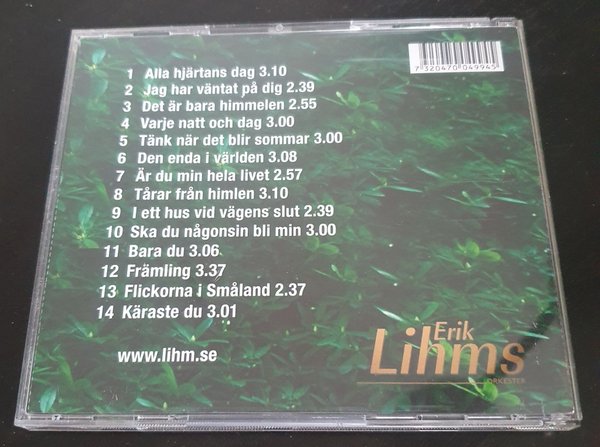 7320470049945
1 Alla hjärtans dag 3.10
2 Jag har väntat på dig 2.39
3 Det är bara himmelen 2.55
4 Varje natt och dag 3.00
5 Tänk när det blir sommar 3.00
6 Den enda i världen 3.08
7 Är du min hela livet 2.57
8 Tårar från himlen 3.10
9 I ett hus vid vägens slut 2.39
10 Ska du någonsin bli min 3.00
11 Bara du 3.06
12 Främling 3.37
13 Flickorna i Småland 2.37
14 Käraste du 3.01
www.lihm.se
Erik
Lihms
ORKESTER